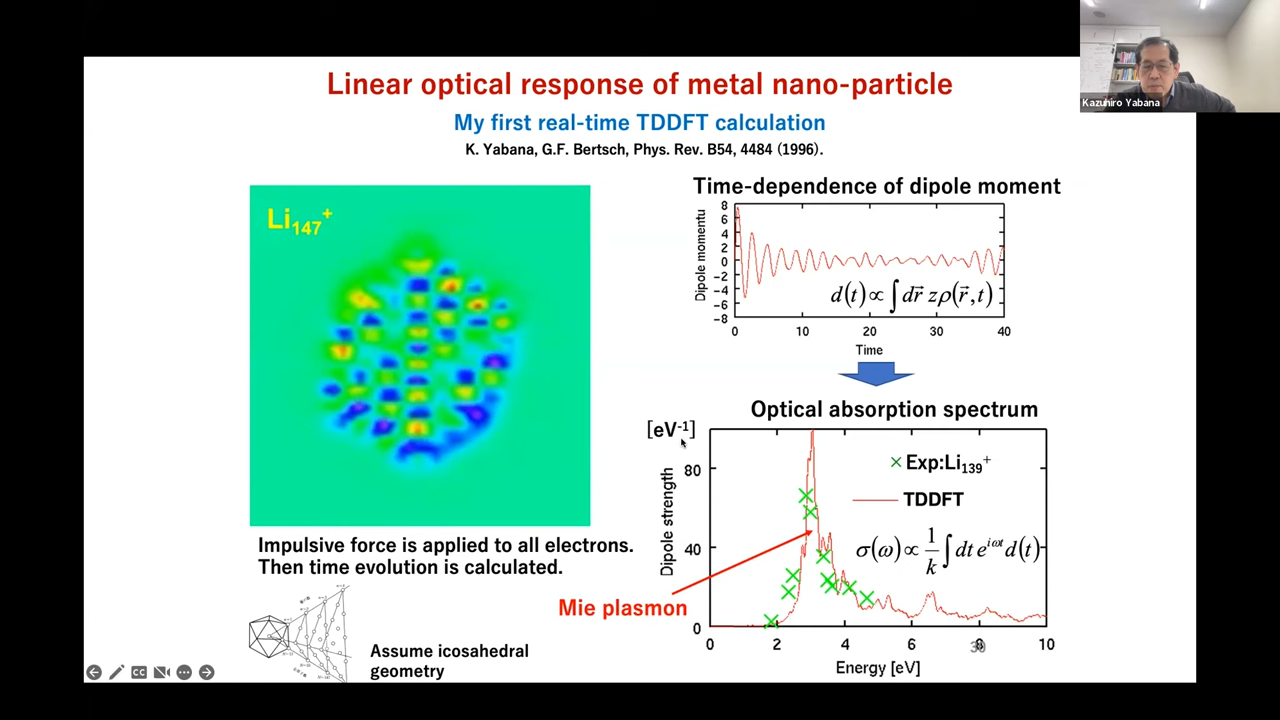 Linear optical response of metal nano-particle
My first real-time TDDFT calculation
K. Yabana, G.F. Bertsch, Phys. Rev. B54, 4484 (1996).
Kazuhiro Yabana
Li₁₄₇⁺
Impulsive force is applied to all electrons.
Then time evolution is calculated.
Assume icosahedral
geometry
Time-dependence of dipole moment
Dipole momentu
8
6
4
2
0
−2
−4
−6
−8
d(t)∝∫dr⃗ zρ(r⃗,t)
0 10 20 30 40
Time
Optical absorption spectrum
[eV⁻¹]
Dipole strength
80
40
0
Exp:Li₁₃₉⁺
TDDFT
σ(ω)∝ 1/k ∫dt e^{iωt} d(t)
Mie plasmon
0 2 4 6 8 10
Energy [eV]
30
CC